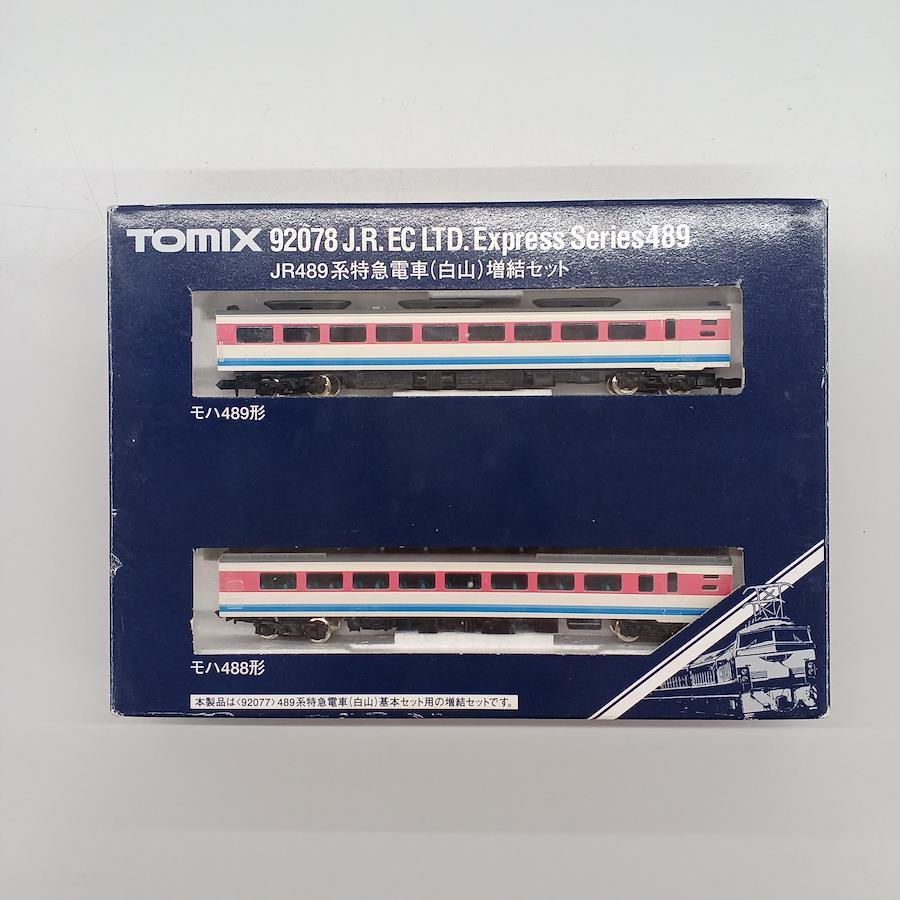 TOMIX 92078 J.R. EC LTD. Express Series 489
JR489系特急電車(白山)増結セット
モハ489形
モハ488形
本製品は〈92077〉489系特急電車(白山)基本セット用の増結セットです。